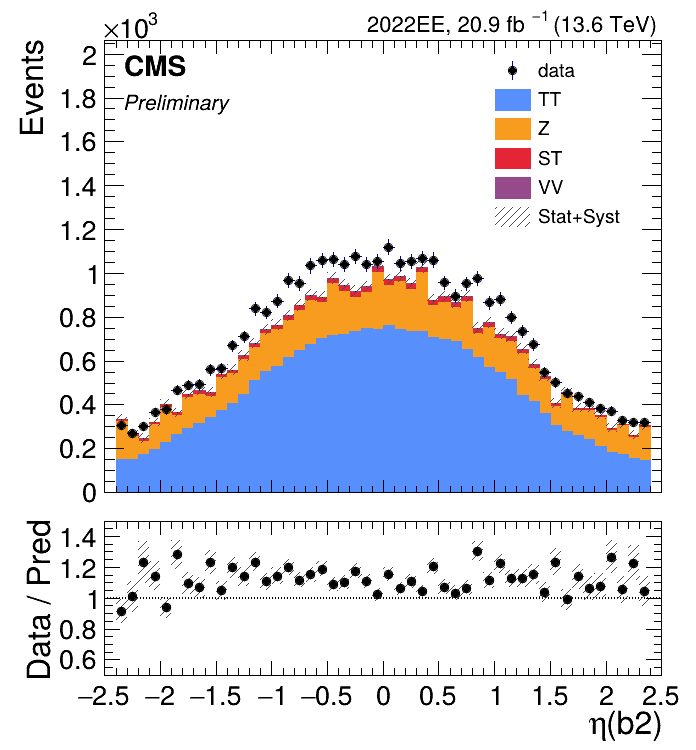 ×10³
2022EE, 20.9 fb⁻¹ (13.6 TeV)
CMS
Preliminary
data
TT
Z
ST
VV
Stat+Syst
Events
2
1.8
1.6
1.4
1.2
1
0.8
0.6
0.4
0.2
0
Data / Pred
1.4
1.2
1
0.8
0.6
−2.5 −2 −1.5 −1 −0.5 0 0.5 1 1.5 2 2.5
η(b2)